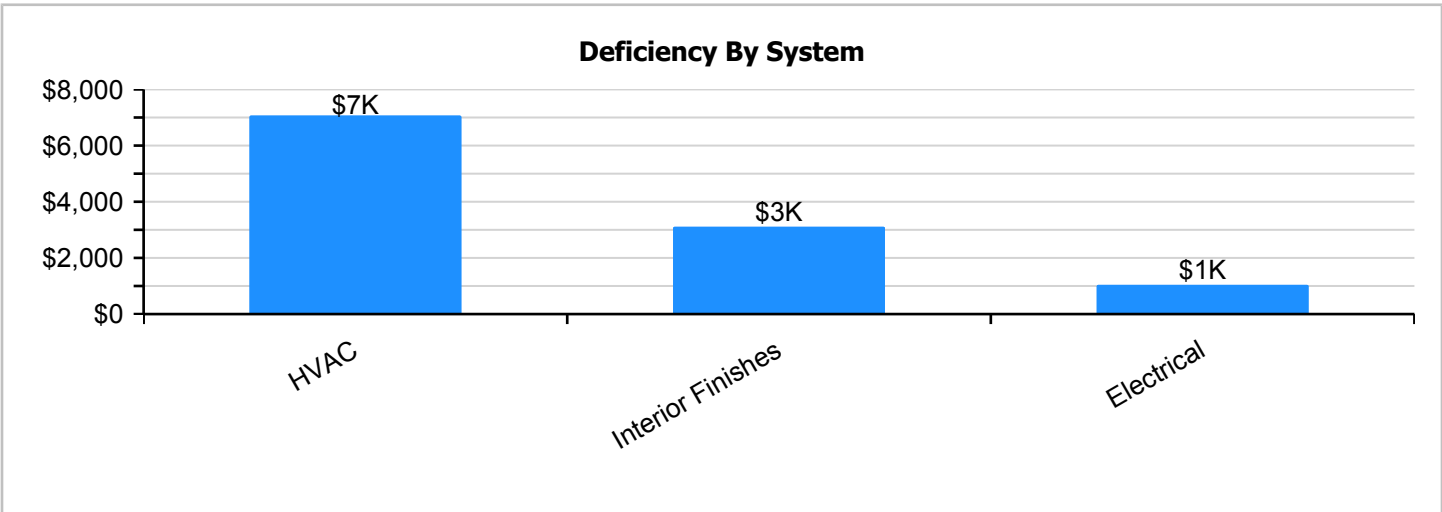 Deficiency By System
$8,000
$6,000
$4,000
$2,000
$0
$7K
$3K
$1K
HVAC
Interior Finishes
Electrical